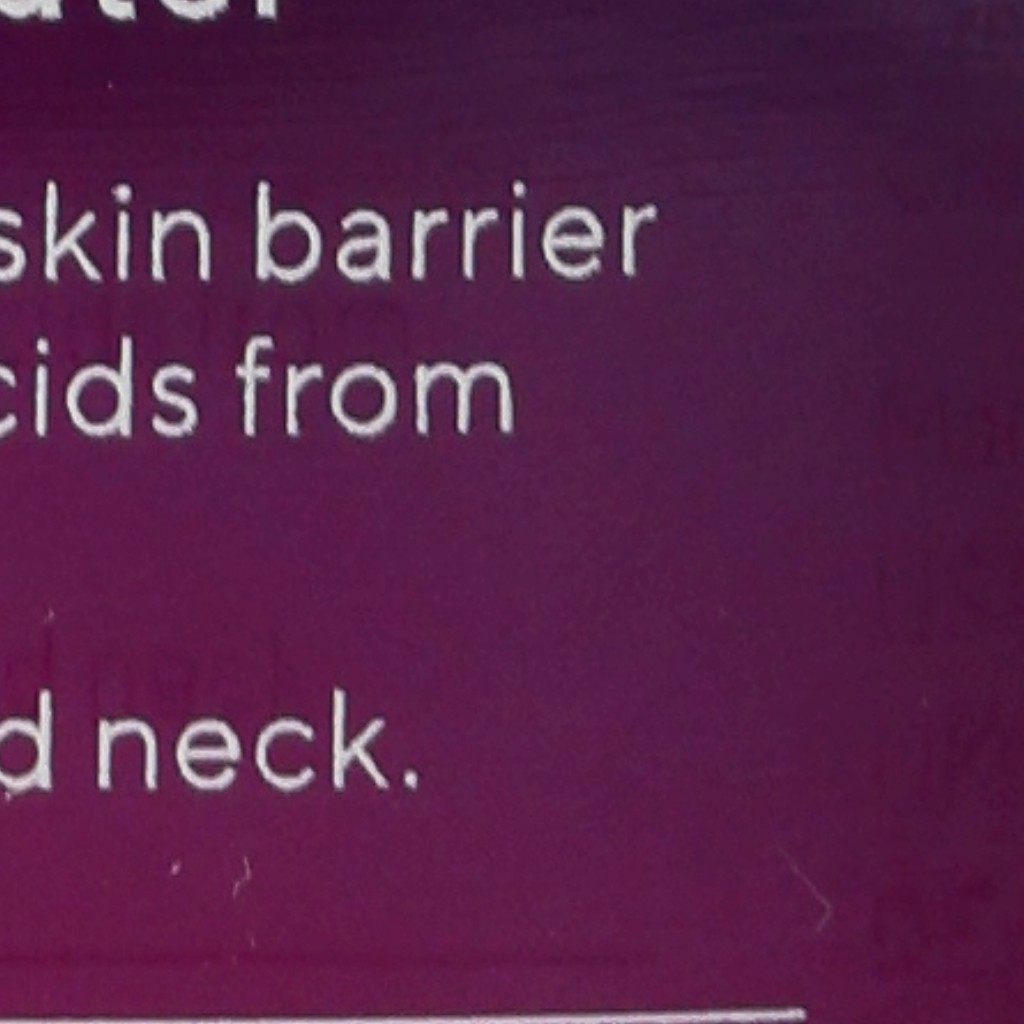 skin barrier
cids from
d neck.